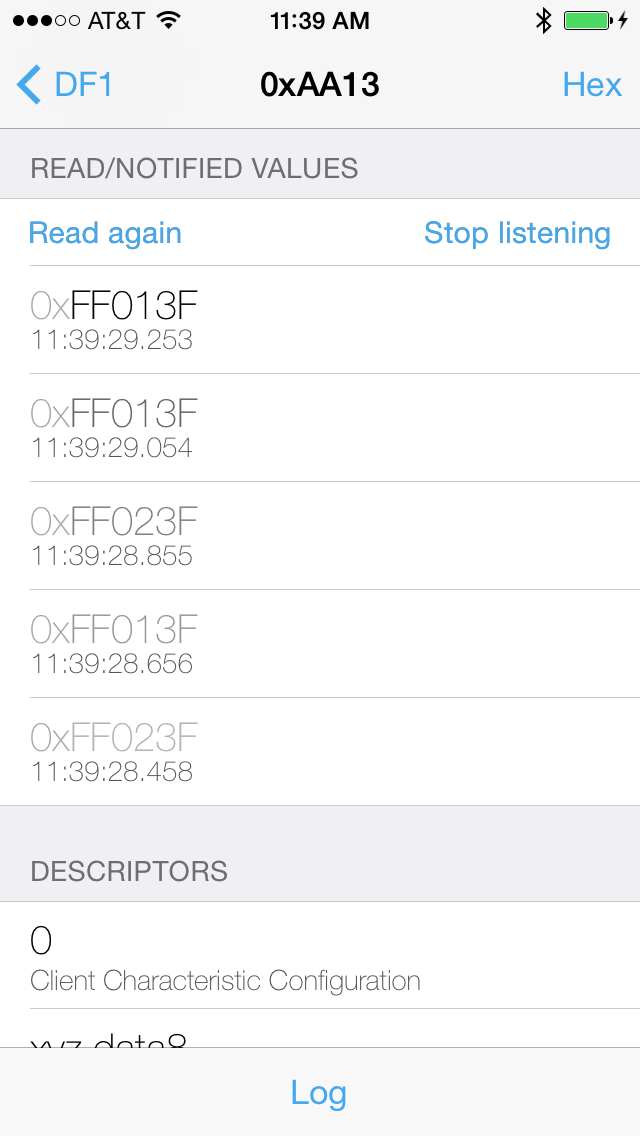 AT&T 11:39 AM
DF1 0xAA13 Hex
READ/NOTIFIED VALUES
Read again Stop listening
0xFF013F
11:39:29.253
0xFF013F
11:39:29.054
0xFF023F
11:39:28.855
0xFF013F
11:39:28.656
0xFF023F
11:39:28.458
DESCRIPTORS
0
Client Characteristic Configuration
xyz data8
Log